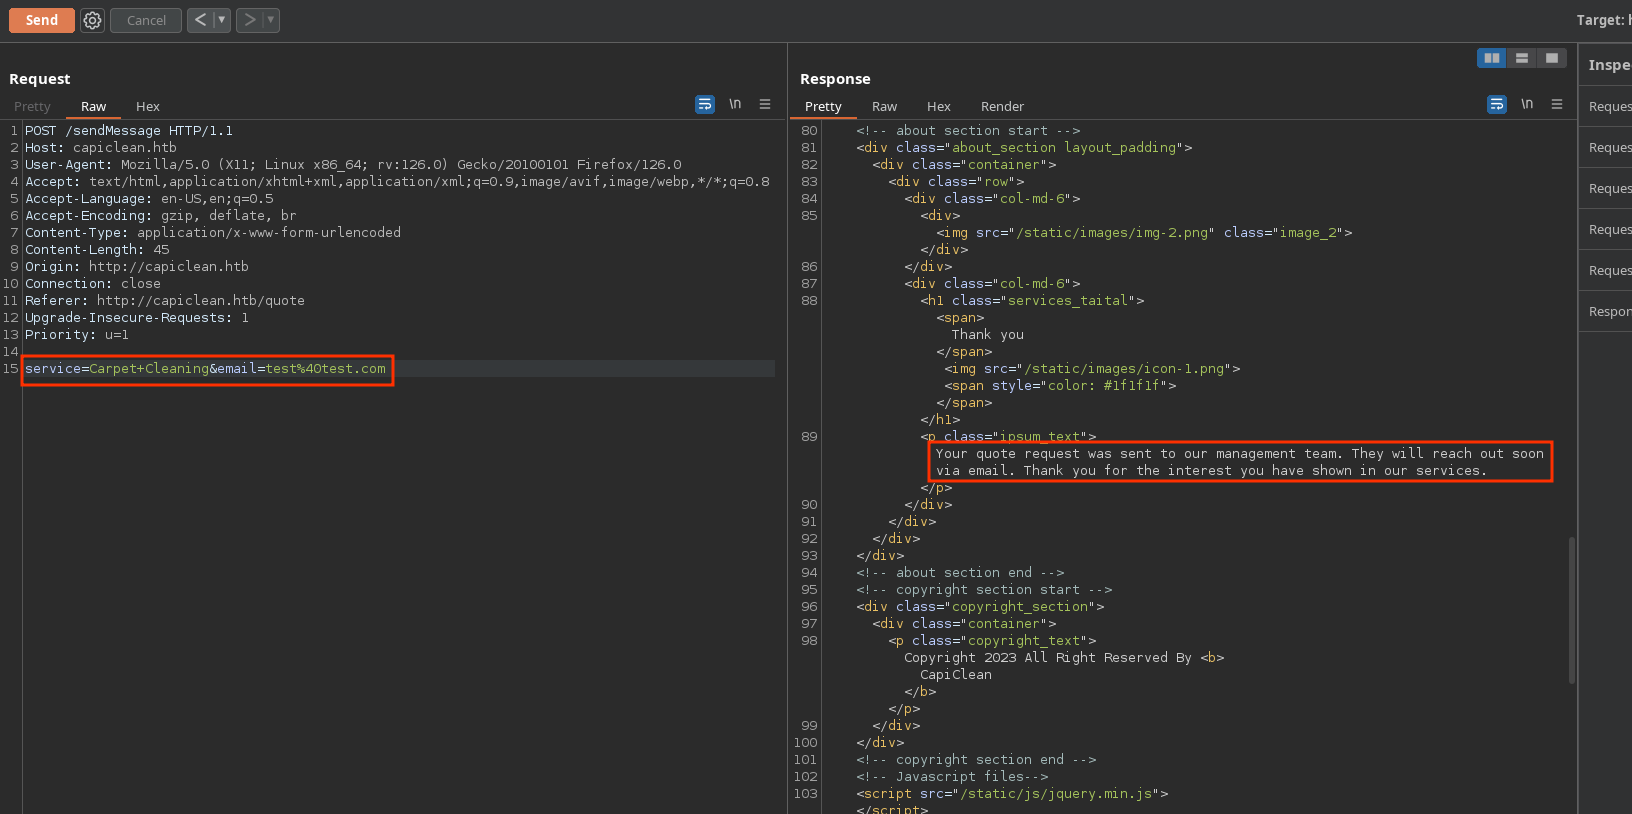 Send
Cancel
< ▼
> ▼
Target: h
Request
Response
Inspe
Pretty Raw Hex
\n
Pretty Raw Hex Render
\n
Reques
Reques
Reques
Reques
Reques
Respon
1 POST /sendMessage HTTP/1.1
2 Host: capiclean.htb
3 User-Agent: Mozilla/5.0 (X11; Linux x86_64; rv:126.0) Gecko/20100101 Firefox/126.0
4 Accept: text/html,application/xhtml+xml,application/xml;q=0.9,image/avif,image/webp,*/*;q=0.8
5 Accept-Language: en-US,en;q=0.5
6 Accept-Encoding: gzip, deflate, br
7 Content-Type: application/x-www-form-urlencoded
8 Content-Length: 45
9 Origin: http://capiclean.htb
10 Connection: close
11 Referer: http://capiclean.htb/quote
12 Upgrade-Insecure-Requests: 1
13 Priority: u=1
14
15 service=Carpet+Cleaning&email=test%40test.com
80 <!-- about section start -->
81 <div class="about_section layout_padding">
82 <div class="container">
83 <div class="row">
84 <div class="col-md-6">
85 <div>
<img src="/static/images/img-2.png" class="image_2">
</div>
86 </div>
87 <div class="col-md-6">
88 <h1 class="services_taital">
<span>
Thank you
</span>
<img src="/static/images/icon-1.png">
<span style="color: #1f1f1f">
</span>
</h1>
89 <p class="ipsum_text">
Your quote request was sent to our management team. They will reach out soon
via email. Thank you for the interest you have shown in our services.
</p>
90 </div>
91 </div>
92 </div>
93 </div>
94 <!-- about section end -->
95 <!-- copyright section start -->
96 <div class="copyright_section">
97 <div class="container">
98 <p class="copyright_text">
Copyright 2023 All Right Reserved By <b>
CapiClean
</b>
</p>
99 </div>
100 </div>
101 <!-- copyright section end -->
102 <!-- Javascript files-->
103 <script src="/static/js/jquery.min.js">
</script>